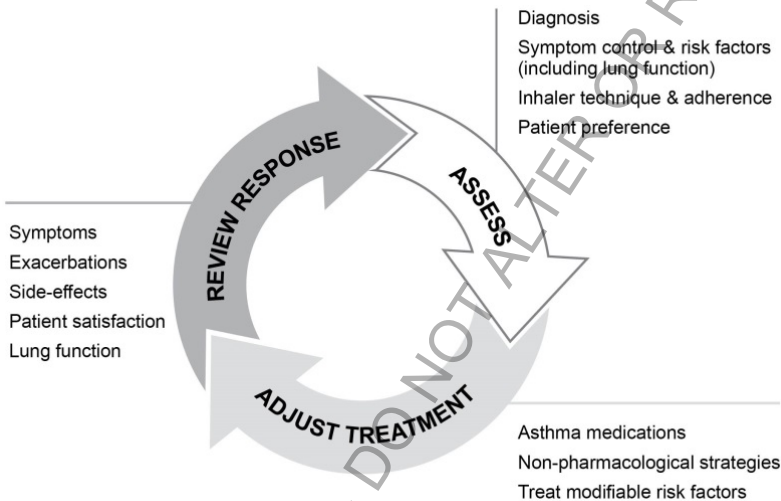 Diagnosis
Symptom control & risk factors
(including lung function)
Inhaler technique & adherence
Patient preference
REVIEW RESPONSE
ASSESS
Symptoms
Exacerbations
Side-effects
Patient satisfaction
Lung function
ADJUST TREATMENT
Asthma medications
Non-pharmacological strategies
Treat modifiable risk factors
DO NOT ALTER OR